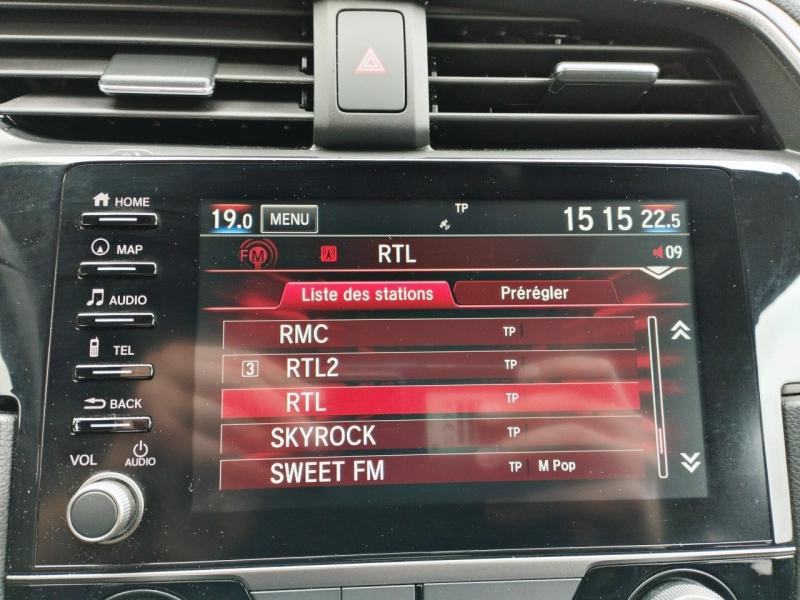 HOME
MAP
AUDIO
TEL
BACK
VOL
AUDIO
19.0 MENU TP 15 15 22.5
FM RTL 09
Liste des stations Prérégler
RMC TP
3 RTL2 TP
RTL TP
SKYROCK TP
SWEET FM TP M Pop